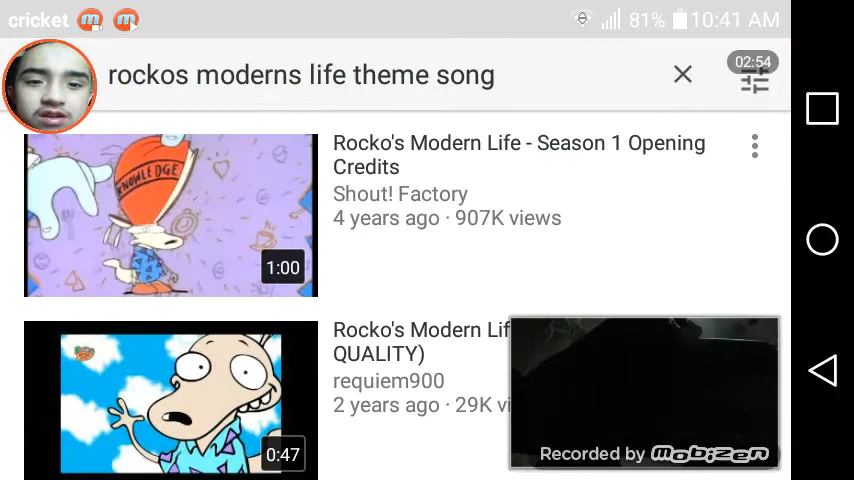 cricket 81% 10:41 AM
rockos moderns life theme song
02:54
KNOWLEDGE
1:00
Rocko's Modern Life - Season 1 Opening
Credits
Shout! Factory
4 years ago · 907K views
0:47
Rocko's Modern Lif
QUALITY)
requiem900
2 years ago · 29K vi
Recorded by Mobizen